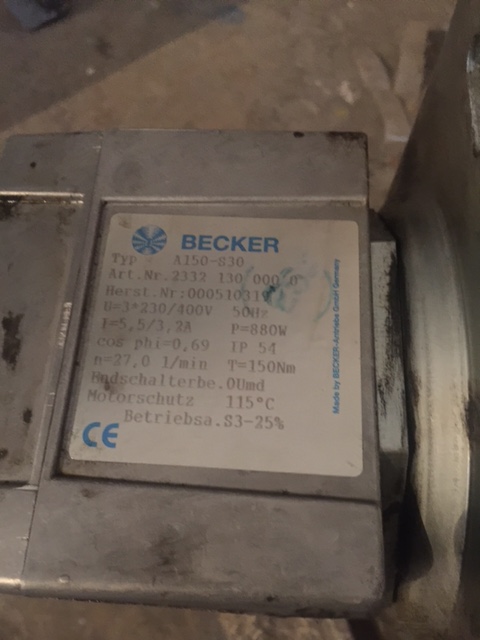 BECKER
Typ A150-S30
Art.Nr.2332 130 000 0
Herst.Nr:000510319
U=3*230/400V 50Hz
I=5,5/3,2A P=880W
cos phi=0,69 IP 54
n=27,0 1/min T=150Nm
Endschalterbe.0Umd
Motorschutz 115°C
Betriebsa.S3-25%
CE
Made by BECKER-Antriebe GmbH Germany